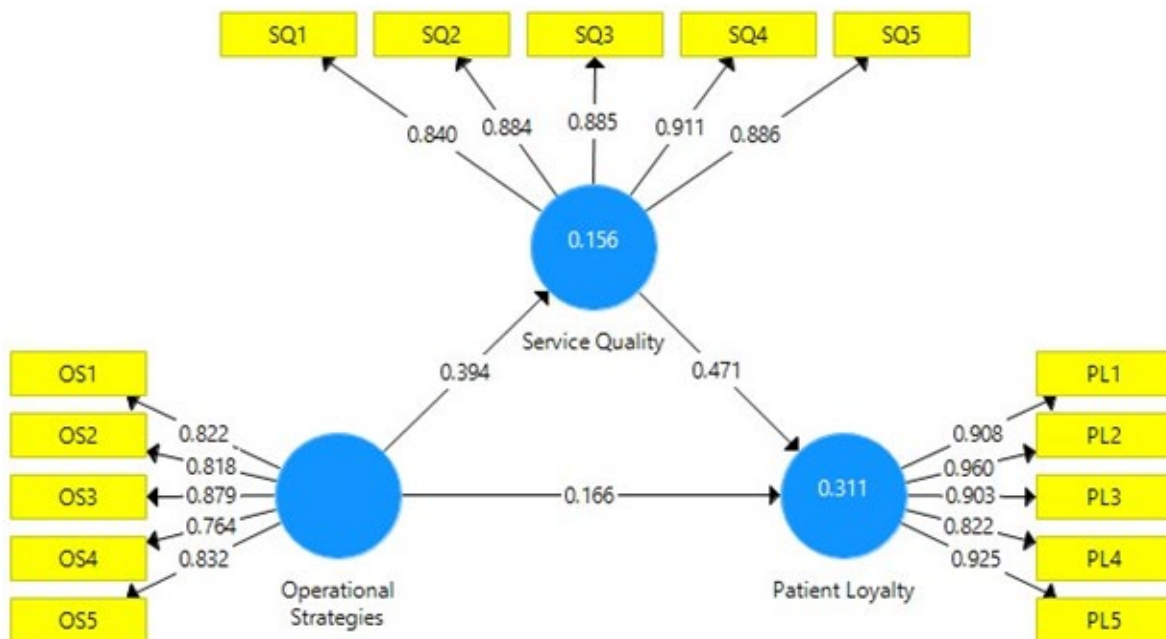 SQ1
SQ2
SQ3
SQ4
SQ5
0.840
0.884
0.885
0.911
0.886
0.156
Service Quality
0.394
0.471
OS1
OS2
OS3
OS4
OS5
0.822
0.818
0.879
0.764
0.832
Operational
Strategies
0.166
0.311
Patient Loyalty
0.908
0.960
0.903
0.822
0.925
PL1
PL2
PL3
PL4
PL5